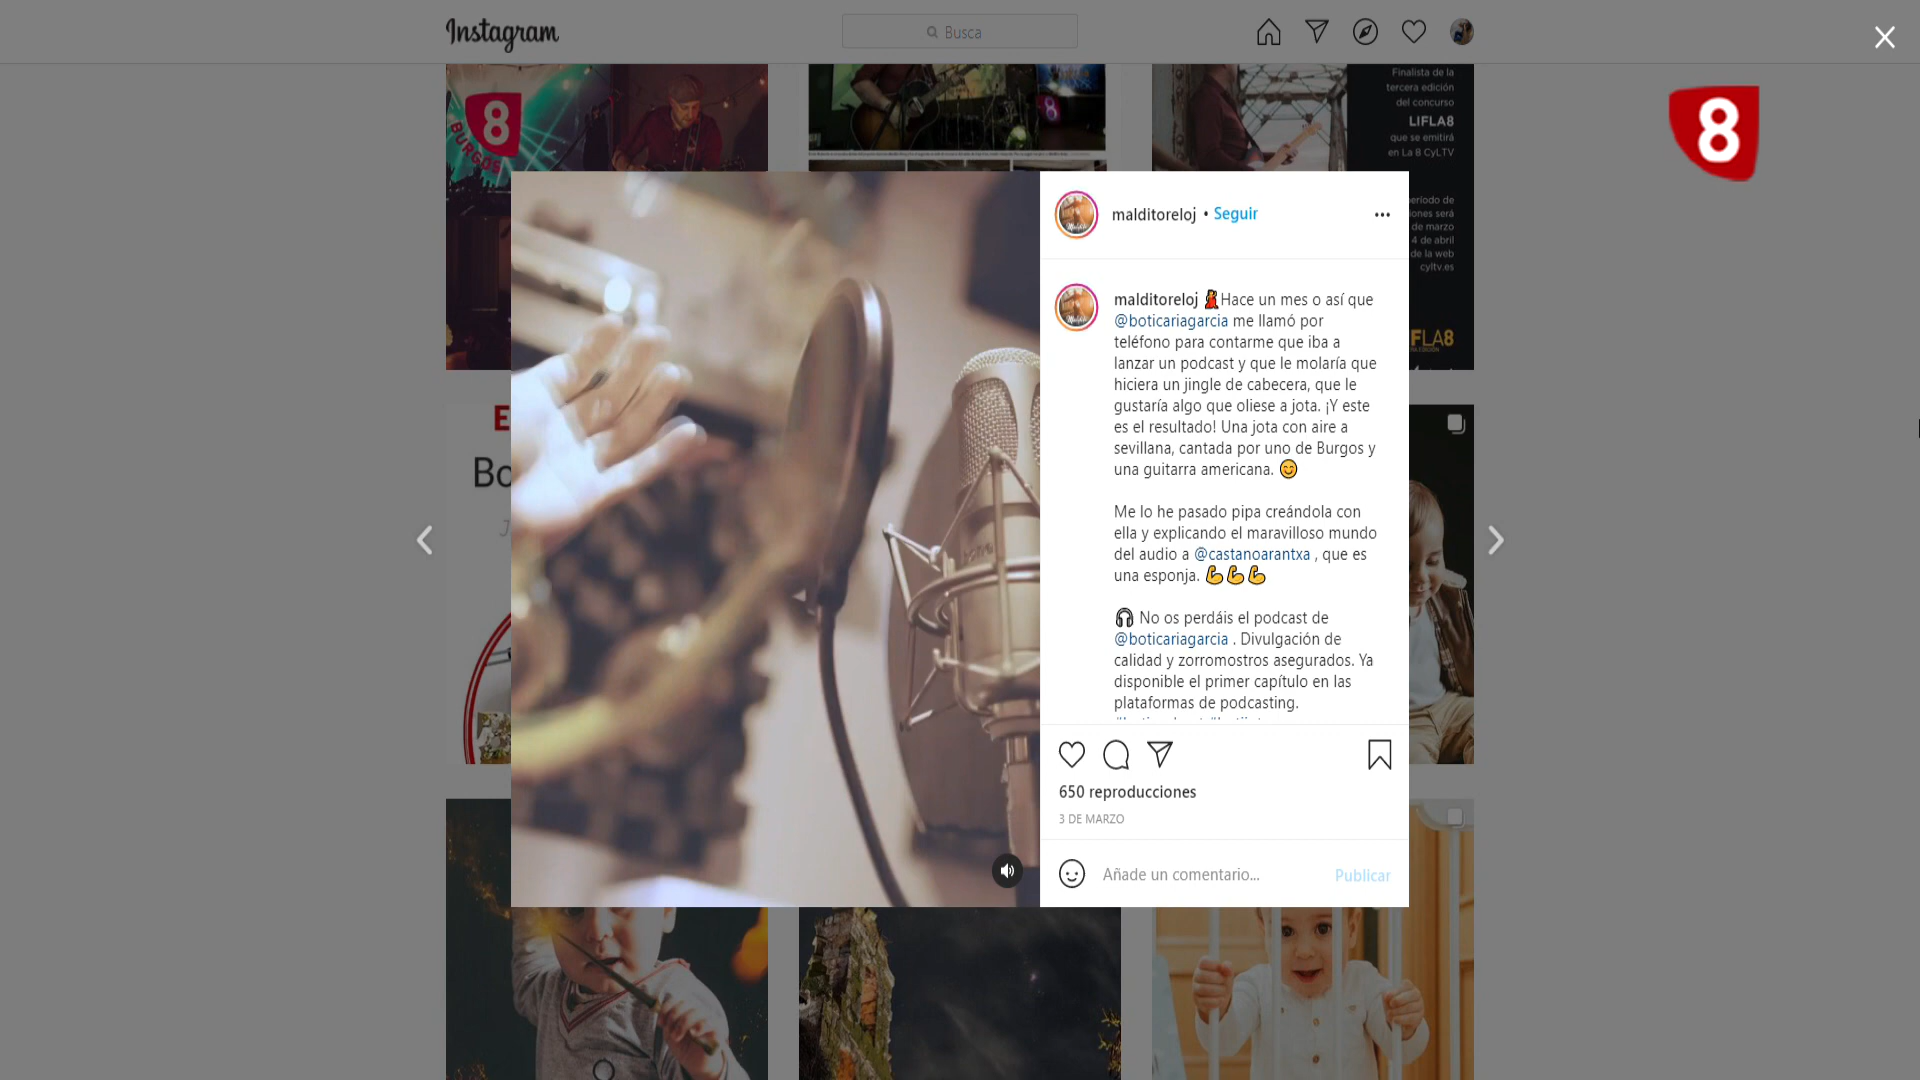 Instagram
Busca
8
BURGOS
Finalista de la
tercera edición
del concurso
LIFLA8
que se emitirá
en La 8 CyLTV
8
8
de marzo
4 de abril
de la web
cyltv.es
FLA8
malditoreloj • Seguir
malditoreloj 💃Hace un mes o así que
@boticariagarcia me llamó por
teléfono para contarme que iba a
lanzar un podcast y que le molaría que
hiciera un jingle de cabecera, que le
gustaría algo que oliese a jota. ¡Y este
es el resultado! Una jota con aire a
sevillana, cantada por uno de Burgos y
una guitarra americana. 😊
Me lo he pasado pipa creándola con
ella y explicando el maravilloso mundo
del audio a @castanoarantxa , que es
una esponja. 💪💪💪
🎧 No os perdáis el podcast de
@boticariagarcia . Divulgación de
calidad y zorromostros asegurados. Ya
disponible el primer capítulo en las
plataformas de podcasting.
650 reproducciones
3 DE MARZO
Añade un comentario...
Publicar
E
Bo